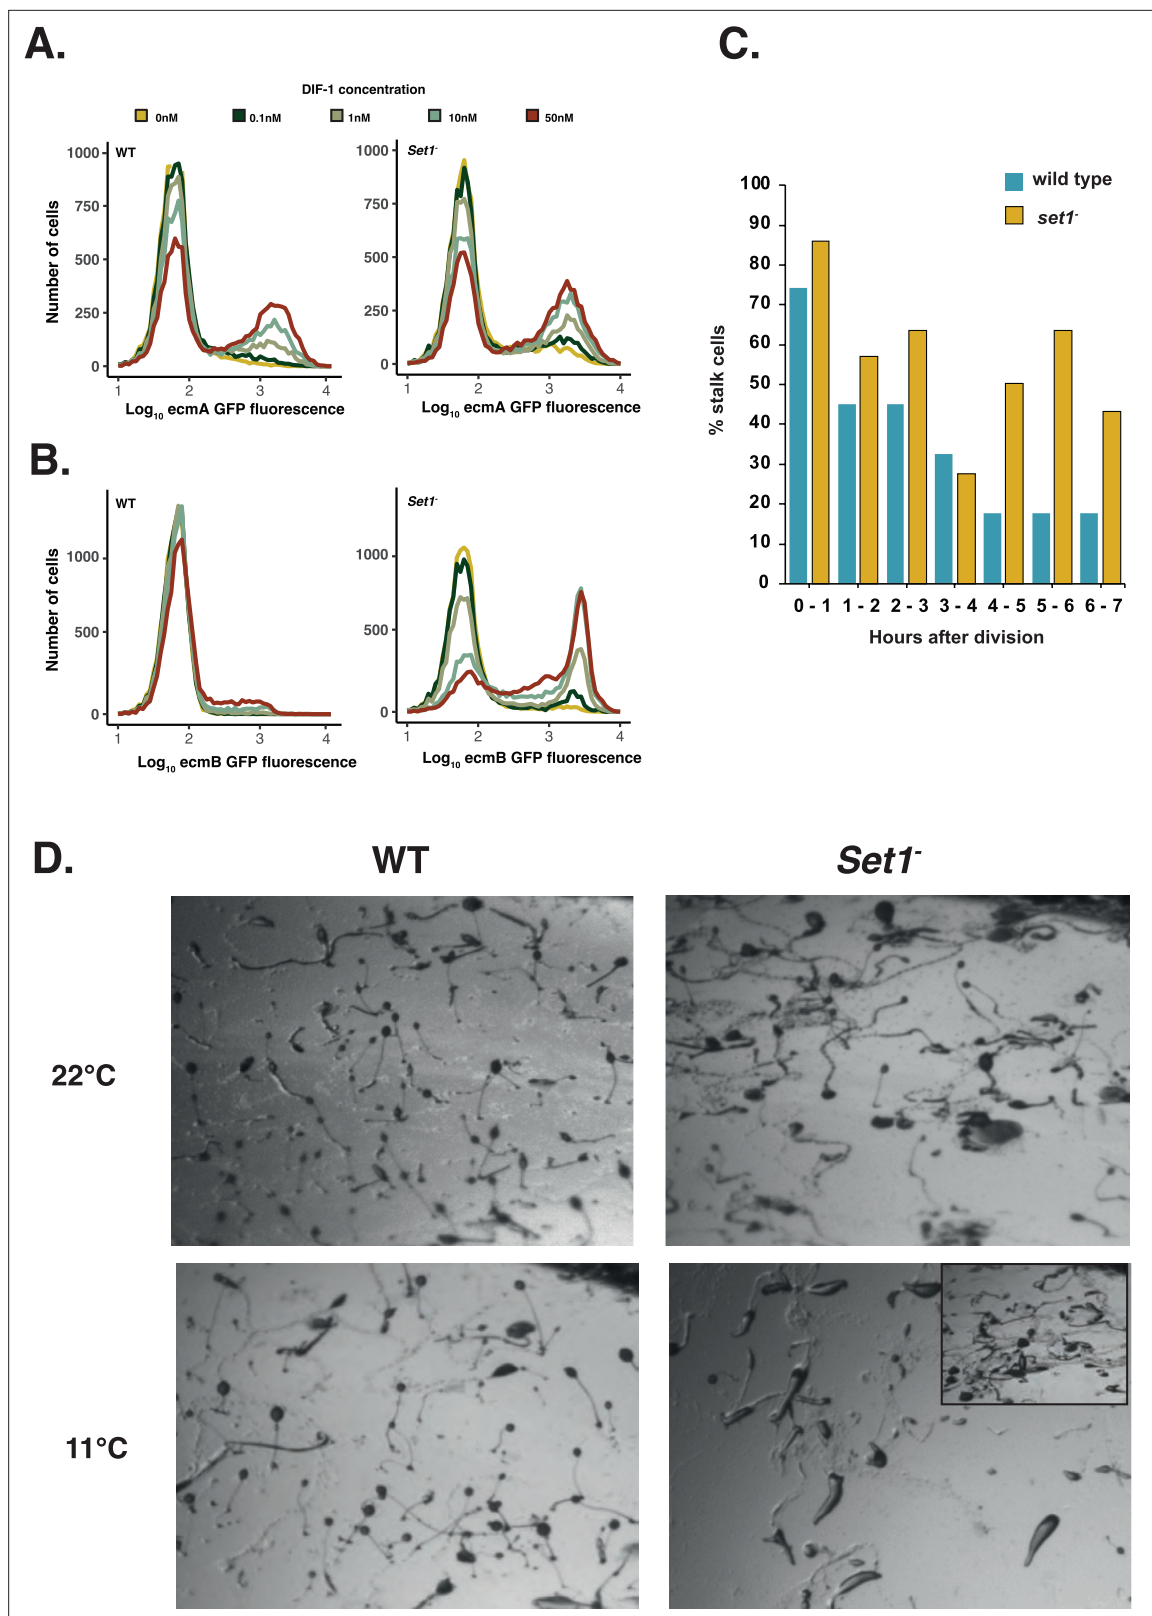 A.
C.
DIF-1 concentration
0nM 0.1nM 1nM 10nM 50nM
WT
Number of cells
1000
750
500
250
0
1 2 3 4
Log10 ecmA GFP fluorescence
Set1-
1000
750
500
250
0
1 2 3 4
Log10 ecmA GFP fluorescence
wild type
set1-
% stalk cells
100
90
80
70
60
50
40
30
20
10
0
0 - 1 1 - 2 2 - 3 3 - 4 4 - 5 5 - 6 6 - 7
Hours after division
B.
WT
Number of cells
1000
500
0
1 2 3 4
Log10 ecmB GFP fluorescence
Set1-
1000
500
0
1 2 3 4
Log10 ecmB GFP fluorescence
D.
WT
Set1-
22°C
11°C